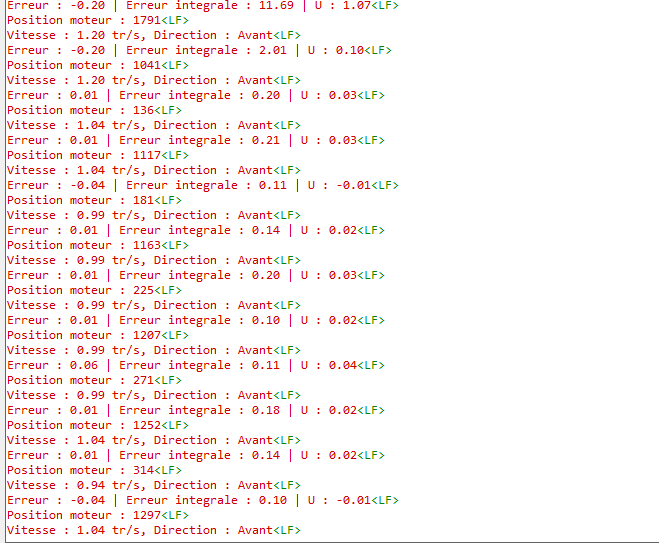 Erreur : -0.20 | Erreur integrale : 11.69 | U : 1.07<LF>
Position moteur : 1791<LF>
Vitesse : 1.20 tr/s, Direction : Avant<LF>
Erreur : -0.20 | Erreur integrale : 2.01 | U : 0.10<LF>
Position moteur : 1041<LF>
Vitesse : 1.20 tr/s, Direction : Avant<LF>
Erreur : 0.01 | Erreur integrale : 0.20 | U : 0.03<LF>
Position moteur : 136<LF>
Vitesse : 1.04 tr/s, Direction : Avant<LF>
Erreur : 0.01 | Erreur integrale : 0.21 | U : 0.03<LF>
Position moteur : 1117<LF>
Vitesse : 1.04 tr/s, Direction : Avant<LF>
Erreur : -0.04 | Erreur integrale : 0.11 | U : -0.01<LF>
Position moteur : 181<LF>
Vitesse : 0.99 tr/s, Direction : Avant<LF>
Erreur : 0.01 | Erreur integrale : 0.14 | U : 0.02<LF>
Position moteur : 1163<LF>
Vitesse : 0.99 tr/s, Direction : Avant<LF>
Erreur : 0.01 | Erreur integrale : 0.20 | U : 0.03<LF>
Position moteur : 225<LF>
Vitesse : 0.99 tr/s, Direction : Avant<LF>
Erreur : 0.01 | Erreur integrale : 0.10 | U : 0.02<LF>
Position moteur : 1207<LF>
Vitesse : 0.99 tr/s, Direction : Avant<LF>
Erreur : 0.06 | Erreur integrale : 0.11 | U : 0.04<LF>
Position moteur : 271<LF>
Vitesse : 0.99 tr/s, Direction : Avant<LF>
Erreur : 0.01 | Erreur integrale : 0.18 | U : 0.02<LF>
Position moteur : 1252<LF>
Vitesse : 1.04 tr/s, Direction : Avant<LF>
Erreur : 0.01 | Erreur integrale : 0.14 | U : 0.02<LF>
Position moteur : 314<LF>
Vitesse : 0.94 tr/s, Direction : Avant<LF>
Erreur : -0.04 | Erreur integrale : 0.10 | U : -0.01<LF>
Position moteur : 1297<LF>
Vitesse : 1.04 tr/s, Direction : Avant<LF>